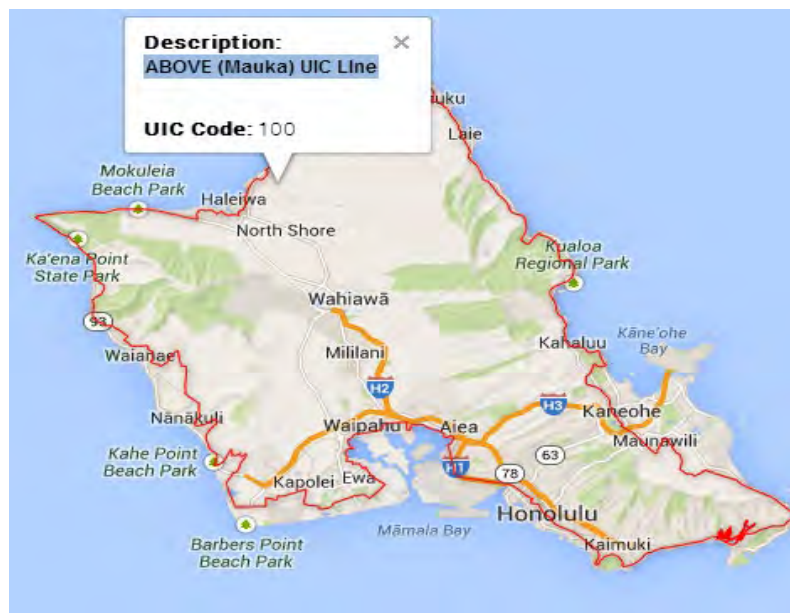 Description:
ABOVE (Mauka) UIC LIne
UIC Code: 100
uku
Laie
Mokuleia
Beach Park
Haleiwa
North Shore
Ka'ena Point
State Park
Kualoa
Regional Park
Wahiawā
93
Waianae
Mililani
Kahaluu
Kāne'ohe
Bay
H2
H3
Nānākuli
Waipahu
Aiea
Kaneohe
Maunawili
Kahe Point
Beach Park
Kapolei
Ewa
H1
78
63
Honolulu
Māmala Bay
Kaimuki
Barbers Point
Beach Park